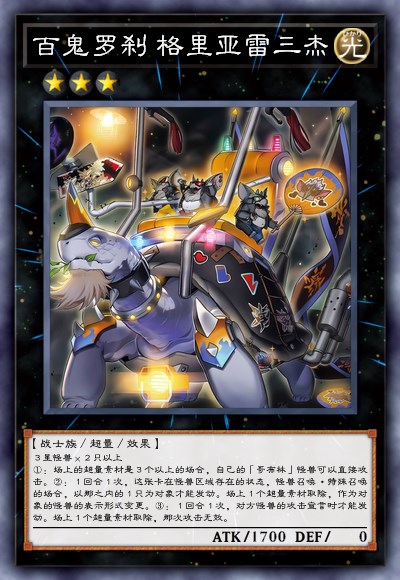 百鬼罗刹 格里亚雷三杰
光
ひかり
【战士族／超量／效果】
３星怪兽×２只以上
①：场上的超量素材是３个以上的场合，自己的「哥布林」怪兽可以直接攻
击。②：１回合１次，这张卡在怪兽区域存在的状态，怪兽召唤·特殊召唤
的场合，以那之内的１只为对象才能发动。场上１个超量素材取除，作为对
象的怪兽的表示形式变更。③：１回合１次，对方怪兽的攻击宣言时才能发
动。场上１个超量素材取除，那次攻击无效。
ATK/1700 DEF/ 0